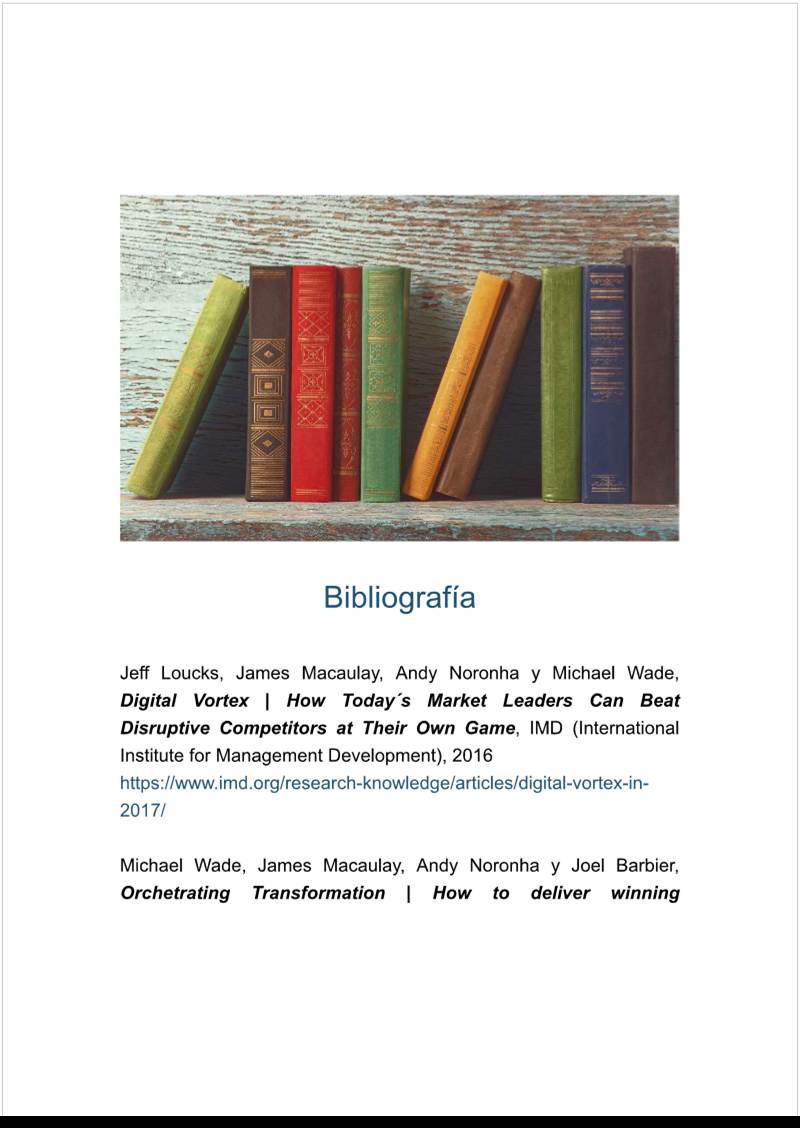 Bibliografía
Jeff Loucks, James Macaulay, Andy Noronha y Michael Wade,
Digital Vortex | How Today´s Market Leaders Can Beat
Disruptive Competitors at Their Own Game, IMD (International
Institute for Management Development), 2016
https://www.imd.org/research-knowledge/articles/digital-vortex-in-
2017/
Michael Wade, James Macaulay, Andy Noronha y Joel Barbier,
Orchetrating Transformation | How to deliver winning